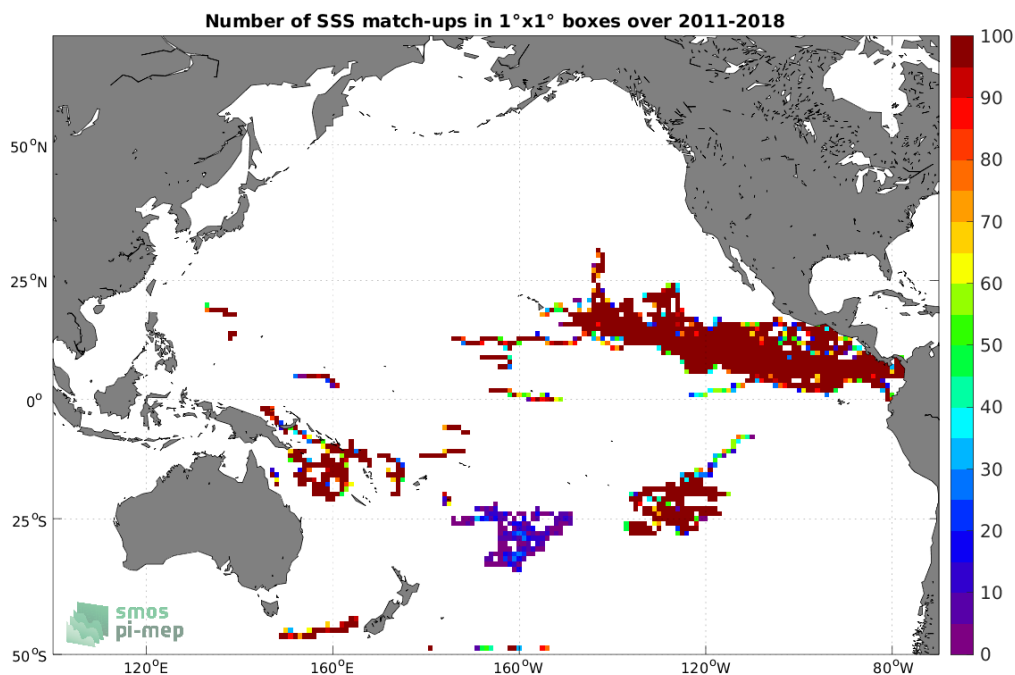 Number of SSS match-ups in 1°x1° boxes over 2011-2018
50°N
25°N
0°
25°S
50°S
120°E
160°E
160°W
120°W
80°W
100
90
80
70
60
50
40
30
20
10
0
smos
pi-mep